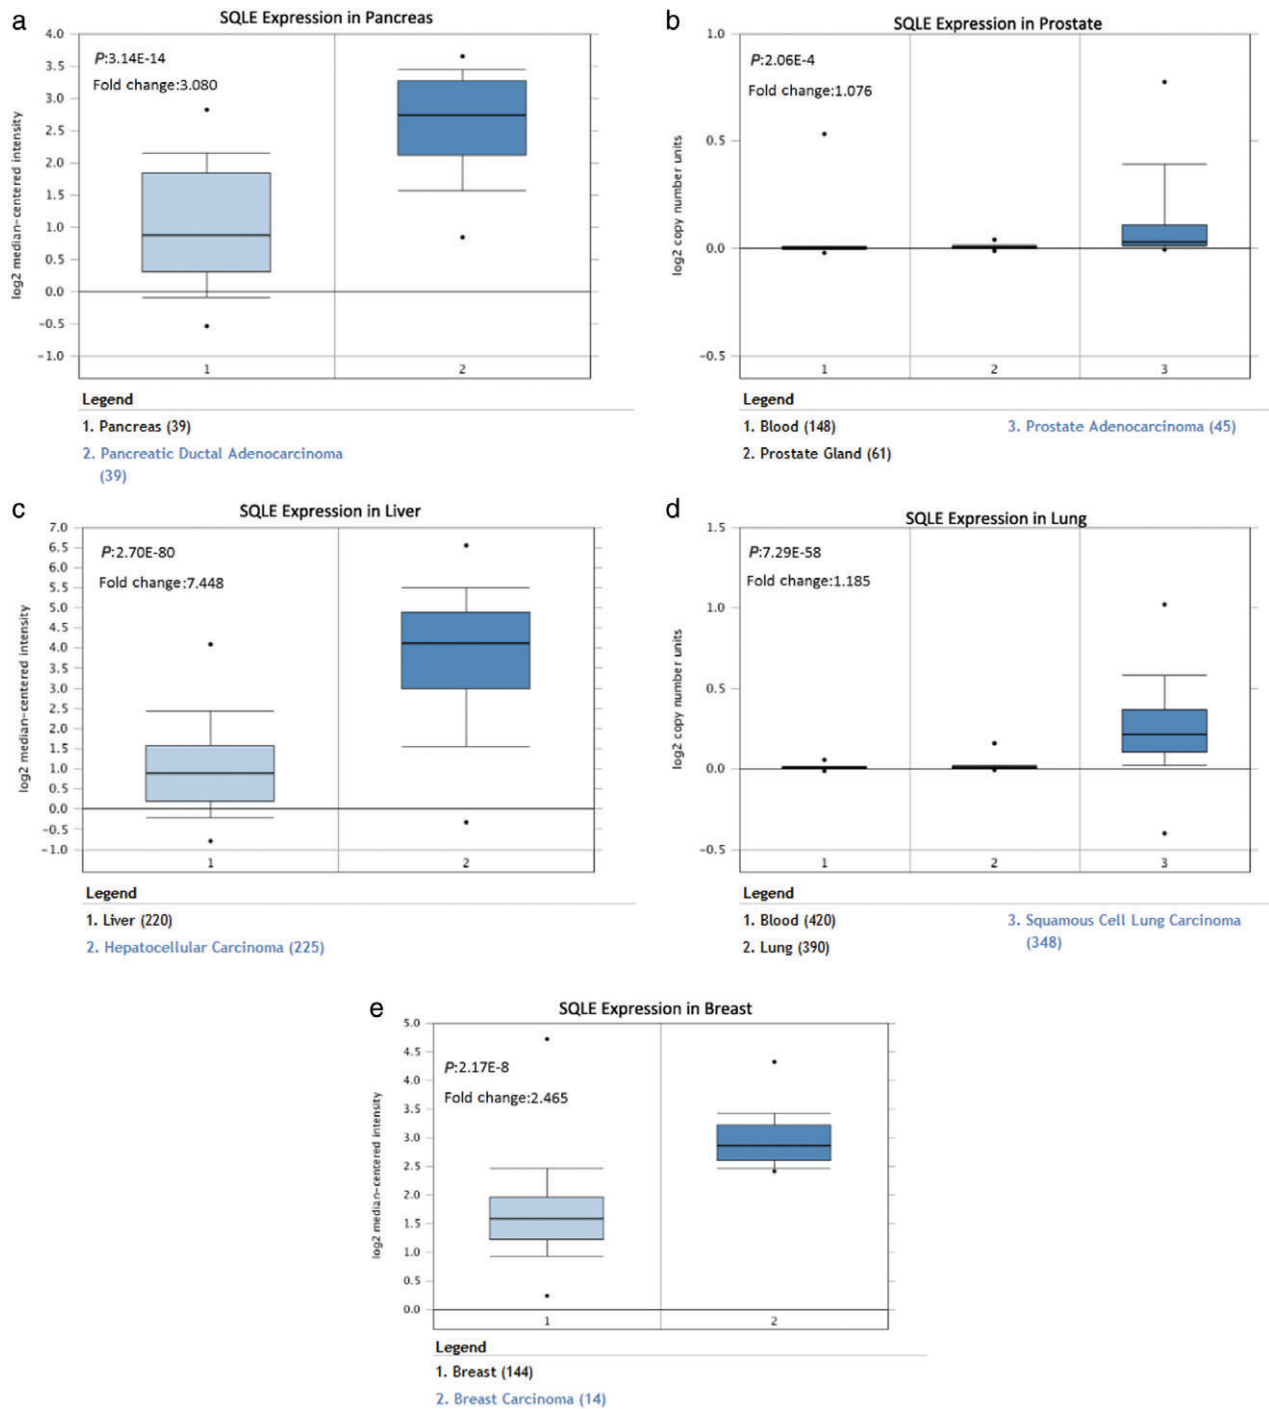 a
SQLE Expression in Pancreas
P:3.14E-14
Fold change:3.080
log2 median-centered intensity
4.0
3.5
3.0
2.5
2.0
1.5
1.0
0.5
0.0
−0.5
−1.0
1 2
Legend
1. Pancreas (39)
2. Pancreatic Ductal Adenocarcinoma
(39)
b
SQLE Expression in Prostate
P:2.06E-4
Fold change:1.076
log2 copy number units
1.0
0.5
0.0
−0.5
1 2 3
Legend
1. Blood (148)
2. Prostate Gland (61)
3. Prostate Adenocarcinoma (45)
c
SQLE Expression in Liver
P:2.70E-80
Fold change:7.448
log2 median-centered intensity
7.0
6.5
6.0
5.5
5.0
4.5
4.0
3.5
3.0
2.5
2.0
1.5
1.0
0.5
0.0
−0.5
−1.0
1 2
Legend
1. Liver (220)
2. Hepatocellular Carcinoma (225)
d
SQLE Expression in Lung
P:7.29E-58
Fold change:1.185
log2 copy number units
1.5
1.0
0.5
0.0
−0.5
1 2 3
Legend
1. Blood (420)
2. Lung (390)
3. Squamous Cell Lung Carcinoma
(348)
e
SQLE Expression in Breast
P:2.17E-8
Fold change:2.465
log2 median-centered intensity
5.0
4.5
4.0
3.5
3.0
2.5
2.0
1.5
1.0
0.5
0.0
1 2
Legend
1. Breast (144)
2. Breast Carcinoma (14)